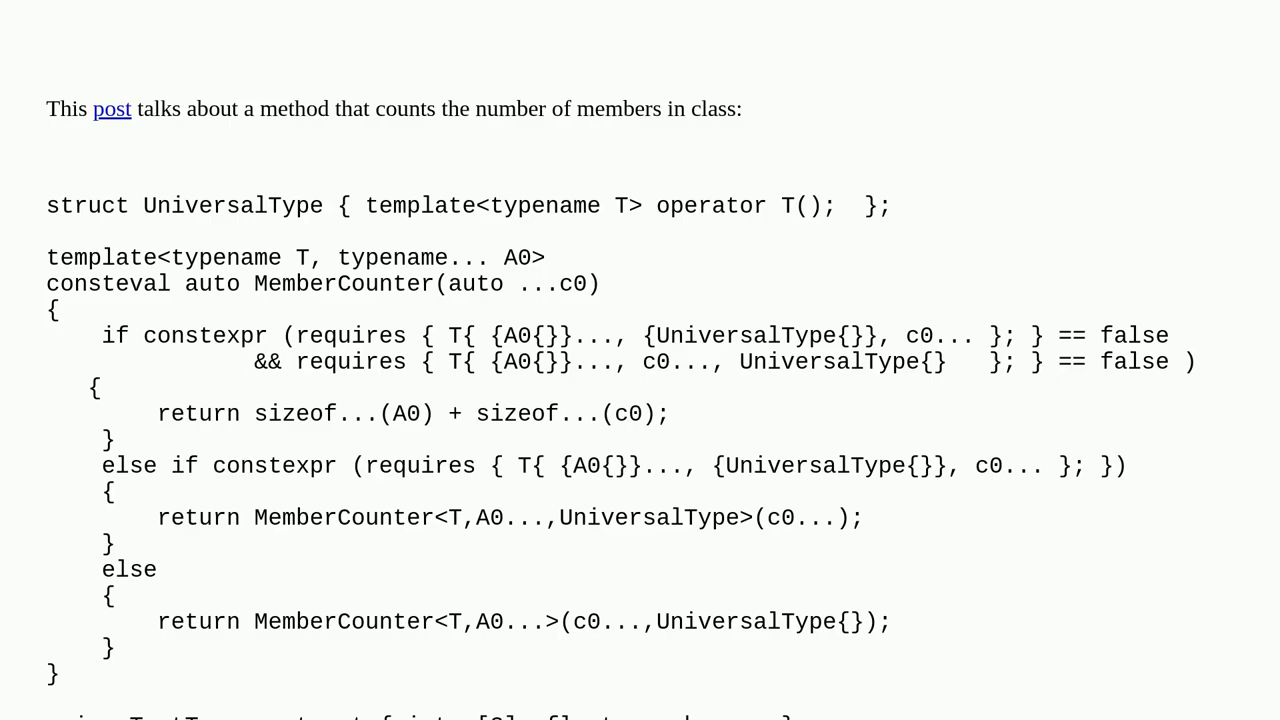 This post talks about a method that counts the number of members in class:
struct UniversalType { template<typename T> operator T();  };
template<typename T, typename... A0>
consteval auto MemberCounter(auto ...c0)
{
    if constexpr (requires { T{ {A0{}}..., {UniversalType{}}, c0... }; } == false
               && requires { T{ {A0{}}..., c0..., UniversalType{}   }; } == false )
   {
        return sizeof...(A0) + sizeof...(c0);
    }
    else if constexpr (requires { T{ {A0{}}..., {UniversalType{}}, c0... }; })
    {
        return MemberCounter<T,A0...,UniversalType>(c0...);
    }
    else
    {
        return MemberCounter<T,A0...>(c0...,UniversalType{});
    }
}